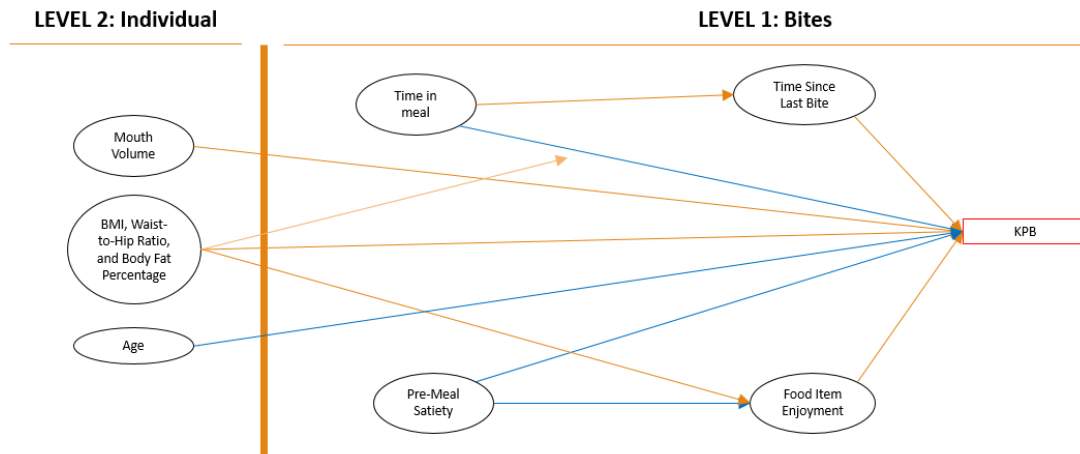 LEVEL 2: Individual
LEVEL 1: Bites
Time in
meal
Time Since
Last Bite
Mouth
Volume
BMI, Waist-
to-Hip Ratio,
and Body Fat
Percentage
KPB
Age
Pre-Meal
Satiety
Food Item
Enjoyment